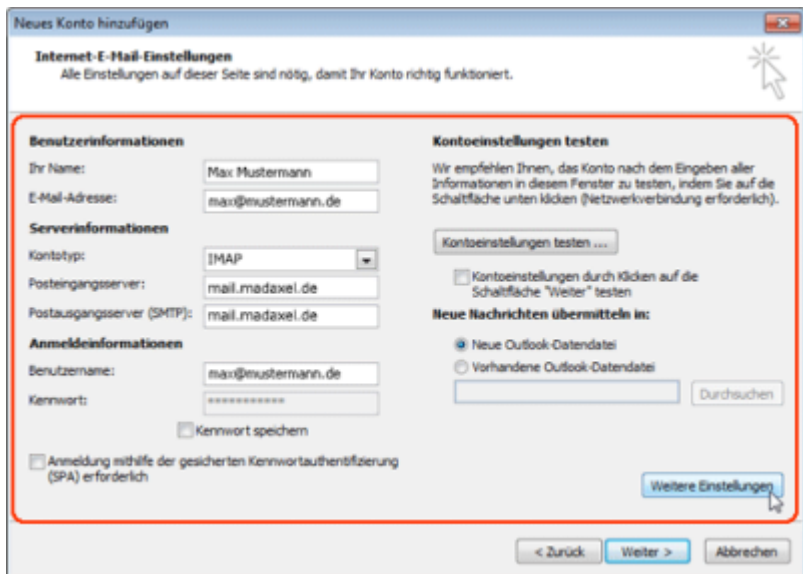 Neues Konto hinzufügen
Internet-E-Mail-Einstellungen
Alle Einstellungen auf dieser Seite sind nötig, damit Ihr Konto richtig funktioniert.
Benutzerinformationen
Ihr Name:
Max Mustermann
E-Mail-Adresse:
max@mustermann.de
Serverinformationen
Kontotyp:
IMAP
Posteingangsserver:
mail.madaxel.de
Postausgangsserver (SMTP):
mail.madaxel.de
Anmeldeinformationen
Benutzername:
max@mustermann.de
Kennwort:
***********
Kennwort speichern
Anmeldung mithilfe der gesicherten Kennwortauthentifizierung
(SPA) erforderlich
Kontoeinstellungen testen
Wir empfehlen Ihnen, das Konto nach dem Eingeben aller
Informationen in diesem Fenster zu testen, indem Sie auf die
Schaltfläche unten klicken (Netzwerkverbindung erforderlich).
Kontoeinstellungen testen ...
Kontoeinstellungen durch Klicken auf die
Schaltfläche "Weiter" testen
Neue Nachrichten übermitteln in:
Neue Outlook-Datendatei
Vorhandene Outlook-Datendatei
Durchsuchen
Weitere Einstellungen
< Zurück
Weiter >
Abbrechen